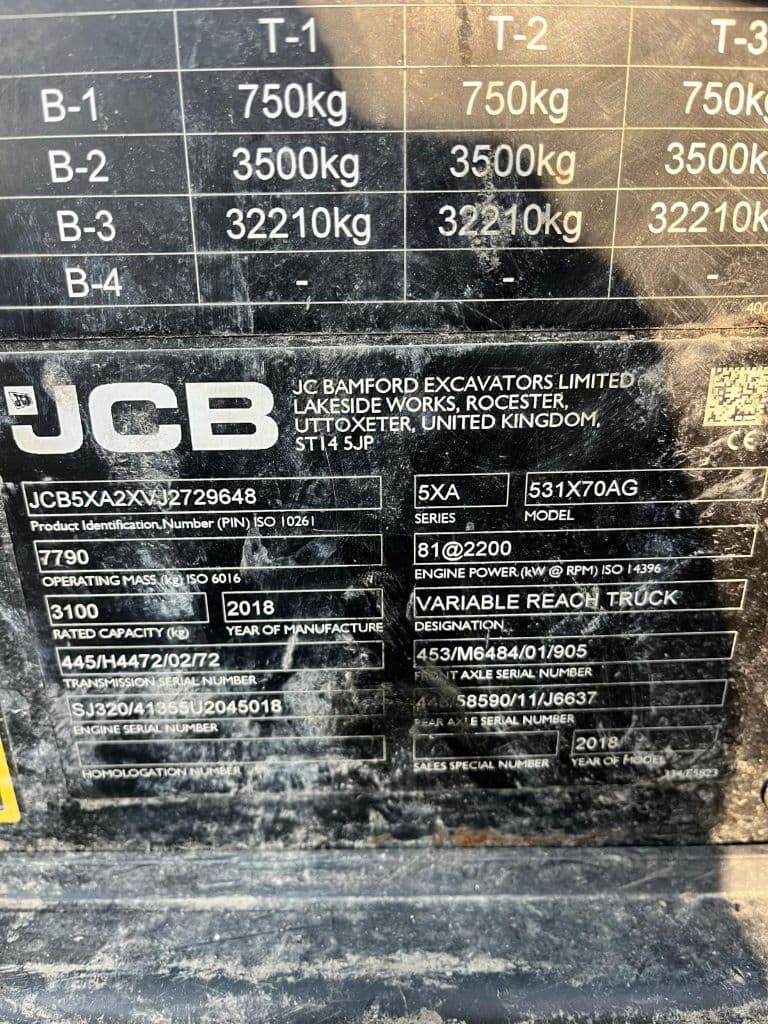 T-1 T-2 T-3
B-1 750kg 750kg 750kg
B-2 3500kg 3500kg 3500k
B-3 32210kg 32210kg 32210k
B-4 - - -
400
JCB
JC BAMFORD EXCAVATORS LIMITED
LAKESIDE WORKS, ROCESTER,
UTTOXETER, UNITED KINGDOM,
ST14 5JP
CE
JCB5XA2XVJ2729648 5XA 531X70AG
Product Identification Number (PIN) ISO 10261 SERIES MODEL
7790 81@2200
OPERATING MASS (kg) ISO 6016 ENGINE POWER (kW @ RPM) ISO 14396
3100 2018 VARIABLE REACH TRUCK
RATED CAPACITY (kg) YEAR OF MANUFACTURE DESIGNATION
445/H4472/02/72 453/M6484/01/905
TRANSMISSION SERIAL NUMBER FRONT AXLE SERIAL NUMBER
SJ320/41355U2045018 58590/11/J6637
ENGINE SERIAL NUMBER REAR AXLE SERIAL NUMBER
2018
HOMOLOGATION NUMBER SALES SPECIAL NUMBER YEAR OF MODEL